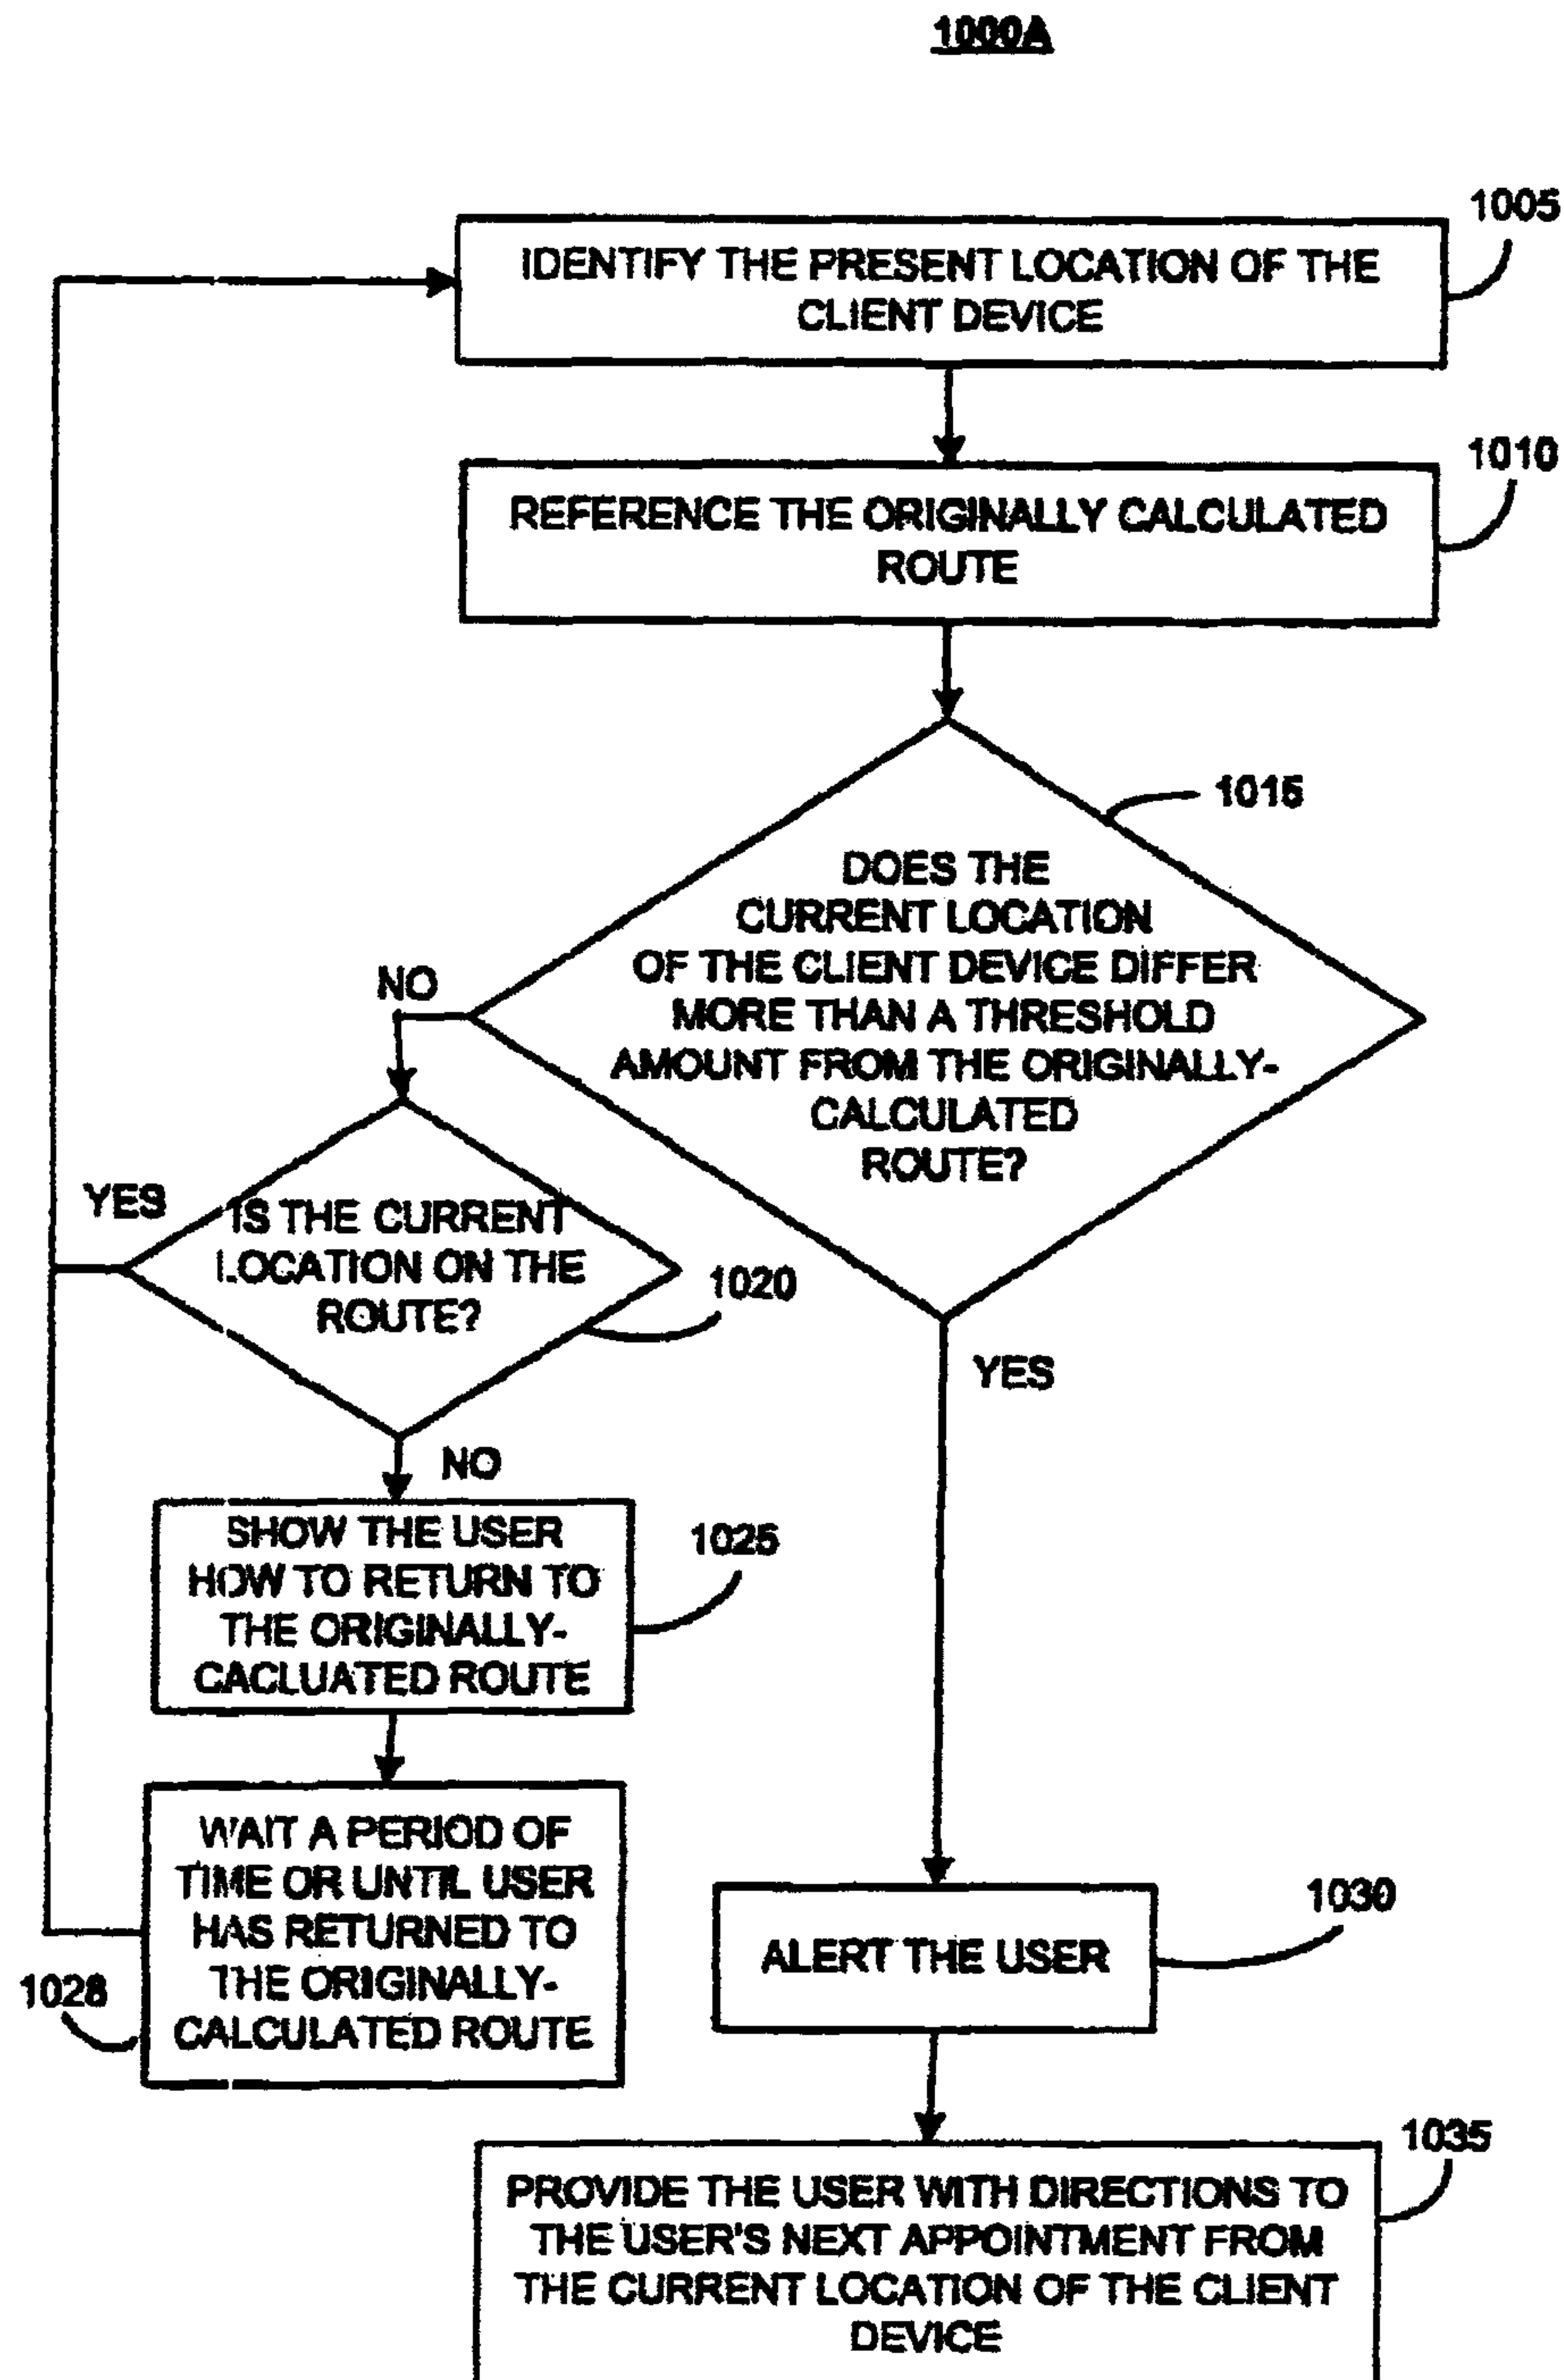 1000A
1005
IDENTIFY THE PRESENT LOCATION OF THE
CLIENT DEVICE
1010
REFERENCE THE ORIGINALLY CALCULATED
ROUTE
1015
DOES THE
CURRENT LOCATION
OF THE CLIENT DEVICE DIFFER
MORE THAN A THRESHOLD
AMOUNT FROM THE ORIGINALLY-
CALCULATED
ROUTE?
NO
YES
IS THE CURRENT
LOCATION ON THE
ROUTE?
1020
YES
NO
SHOW THE USER
HOW TO RETURN TO
THE ORIGINALLY-
CACLUATED ROUTE
1025
WAIT A PERIOD OF
TIME OR UNTIL USER
HAS RETURNED TO
THE ORIGINALLY-
CALCULATED ROUTE
1028
1030
ALERT THE USER
1035
PROVIDE THE USER WITH DIRECTIONS TO
THE USER'S NEXT APPOINTMENT FROM
THE CURRENT LOCATION OF THE CLIENT
DEVICE